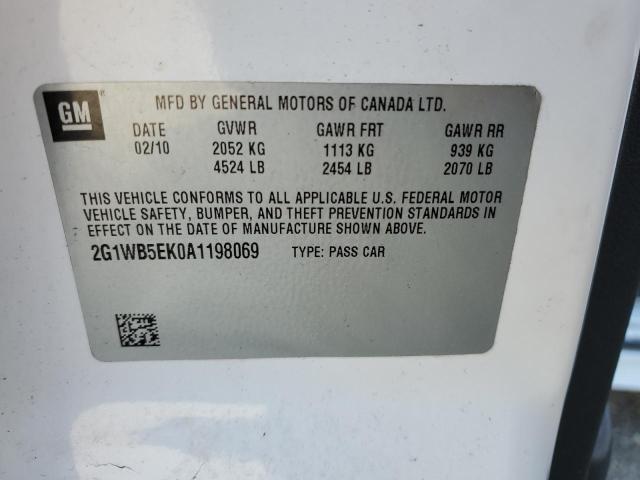 GM
MFD BY GENERAL MOTORS OF CANADA LTD.
DATE GVWR GAWR FRT GAWR RR
02/10 2052 KG 1113 KG 939 KG
4524 LB 2454 LB 2070 LB
THIS VEHICLE CONFORMS TO ALL APPLICABLE U.S. FEDERAL MOTOR
VEHICLE SAFETY, BUMPER, AND THEFT PREVENTION STANDARDS IN
EFFECT ON THE DATE OF MANUFACTURE SHOWN ABOVE.
2G1WB5EK0A1198069 TYPE: PASS CAR